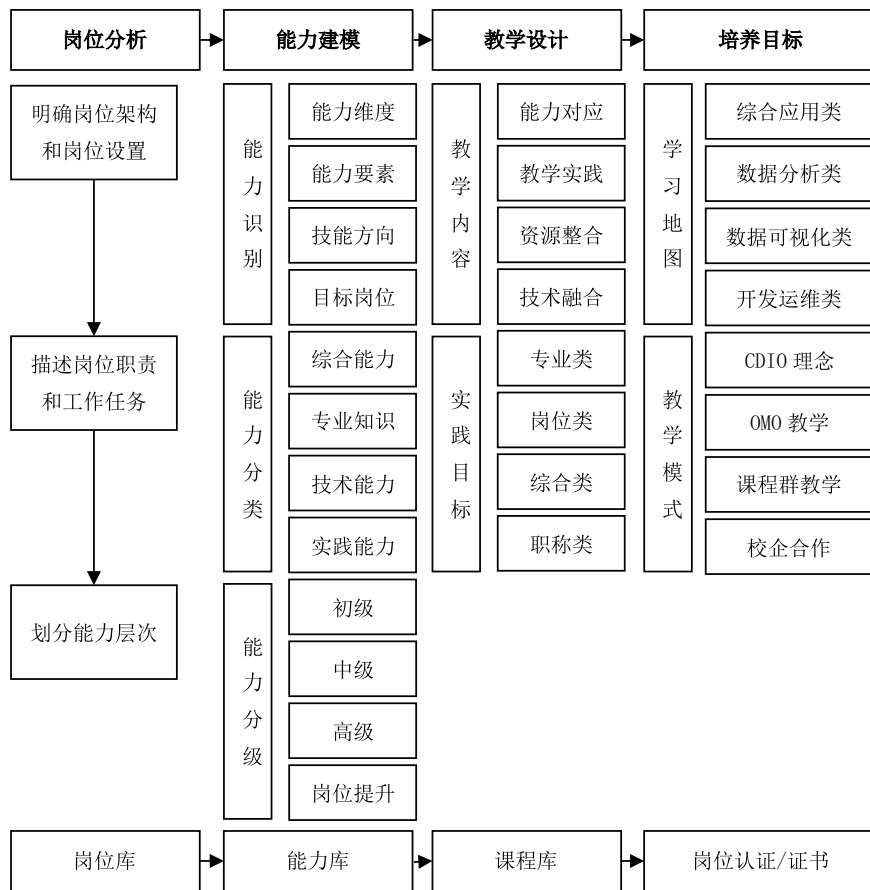 岗位分析
能力建模
教学设计
培养目标
明确岗位架构
和岗位设置
描述岗位职责
和工作任务
划分能力层次
能力识别
能力维度
能力要素
技能方向
目标岗位
能力分类
综合能力
专业知识
技术能力
实践能力
能力分级
初级
中级
高级
岗位提升
教学内容
能力对应
教学实践
资源整合
技术融合
实践目标
专业类
岗位类
综合类
职称类
学习地图
综合应用类
数据分析类
数据可视化类
开发运维类
教学模式
CDIO 理念
OMO 教学
课程群教学
校企合作
岗位库
能力库
课程库
岗位认证/证书